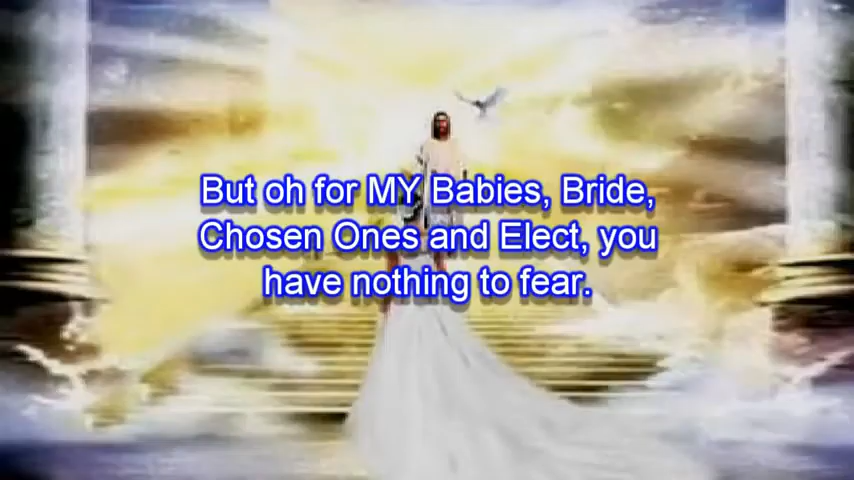 But oh for MY Babies, Bride,
Chosen Ones and Elect, you
have nothing to fear.